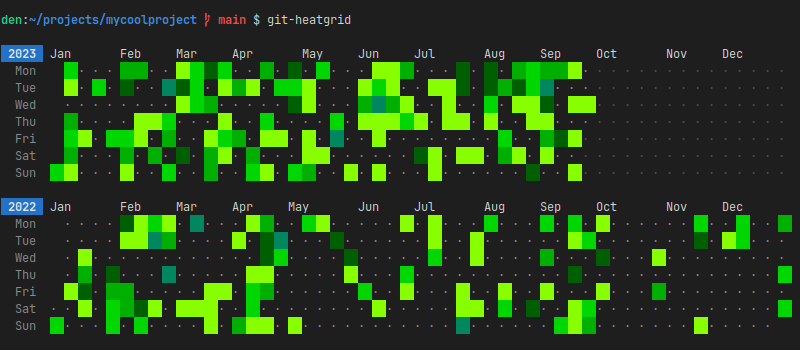 den:~/projects/mycoolproject main $ git-heatgrid
2023 Jan Feb Mar Apr May Jun Jul Aug Sep Oct Nov Dec
Mon
Tue
Wed
Thu
Fri
Sat
Sun
2022 Jan Feb Mar Apr May Jun Jul Aug Sep Oct Nov Dec
Mon
Tue
Wed
Thu
Fri
Sat
Sun